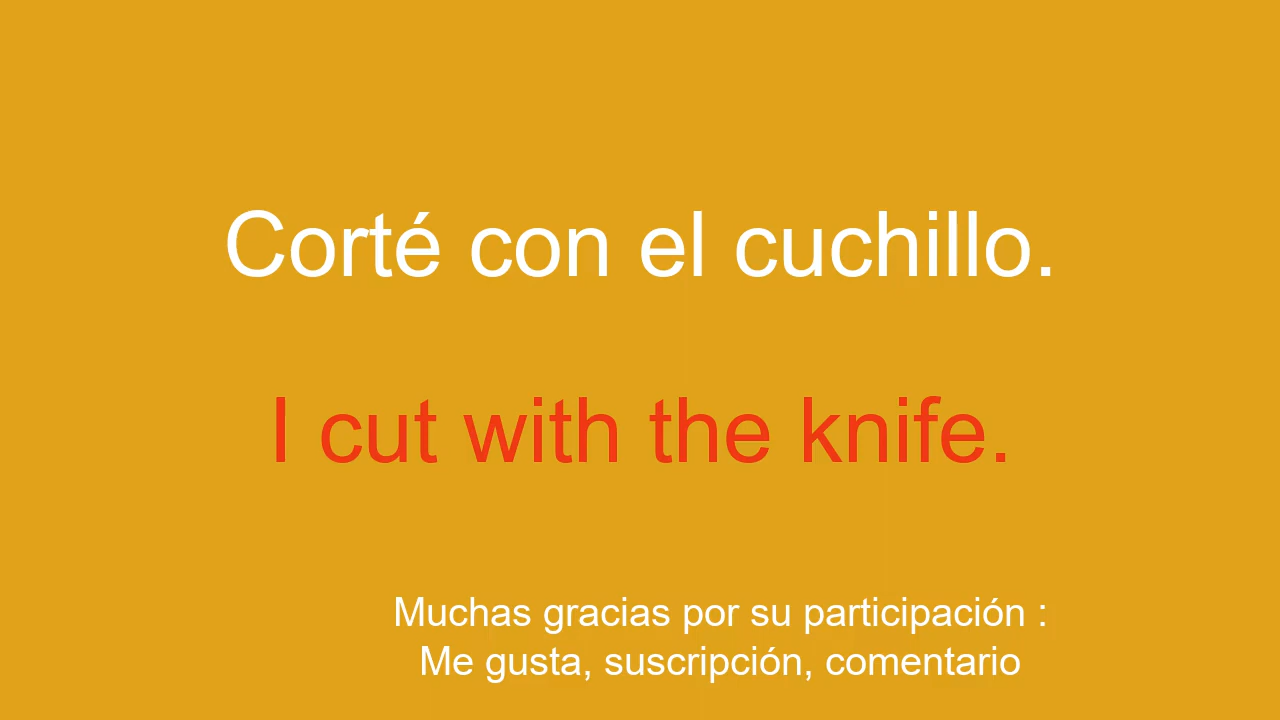 Corté con el cuchillo.
I cut with the knife.
Muchas gracias por su participación :
Me gusta, suscripción, comentario